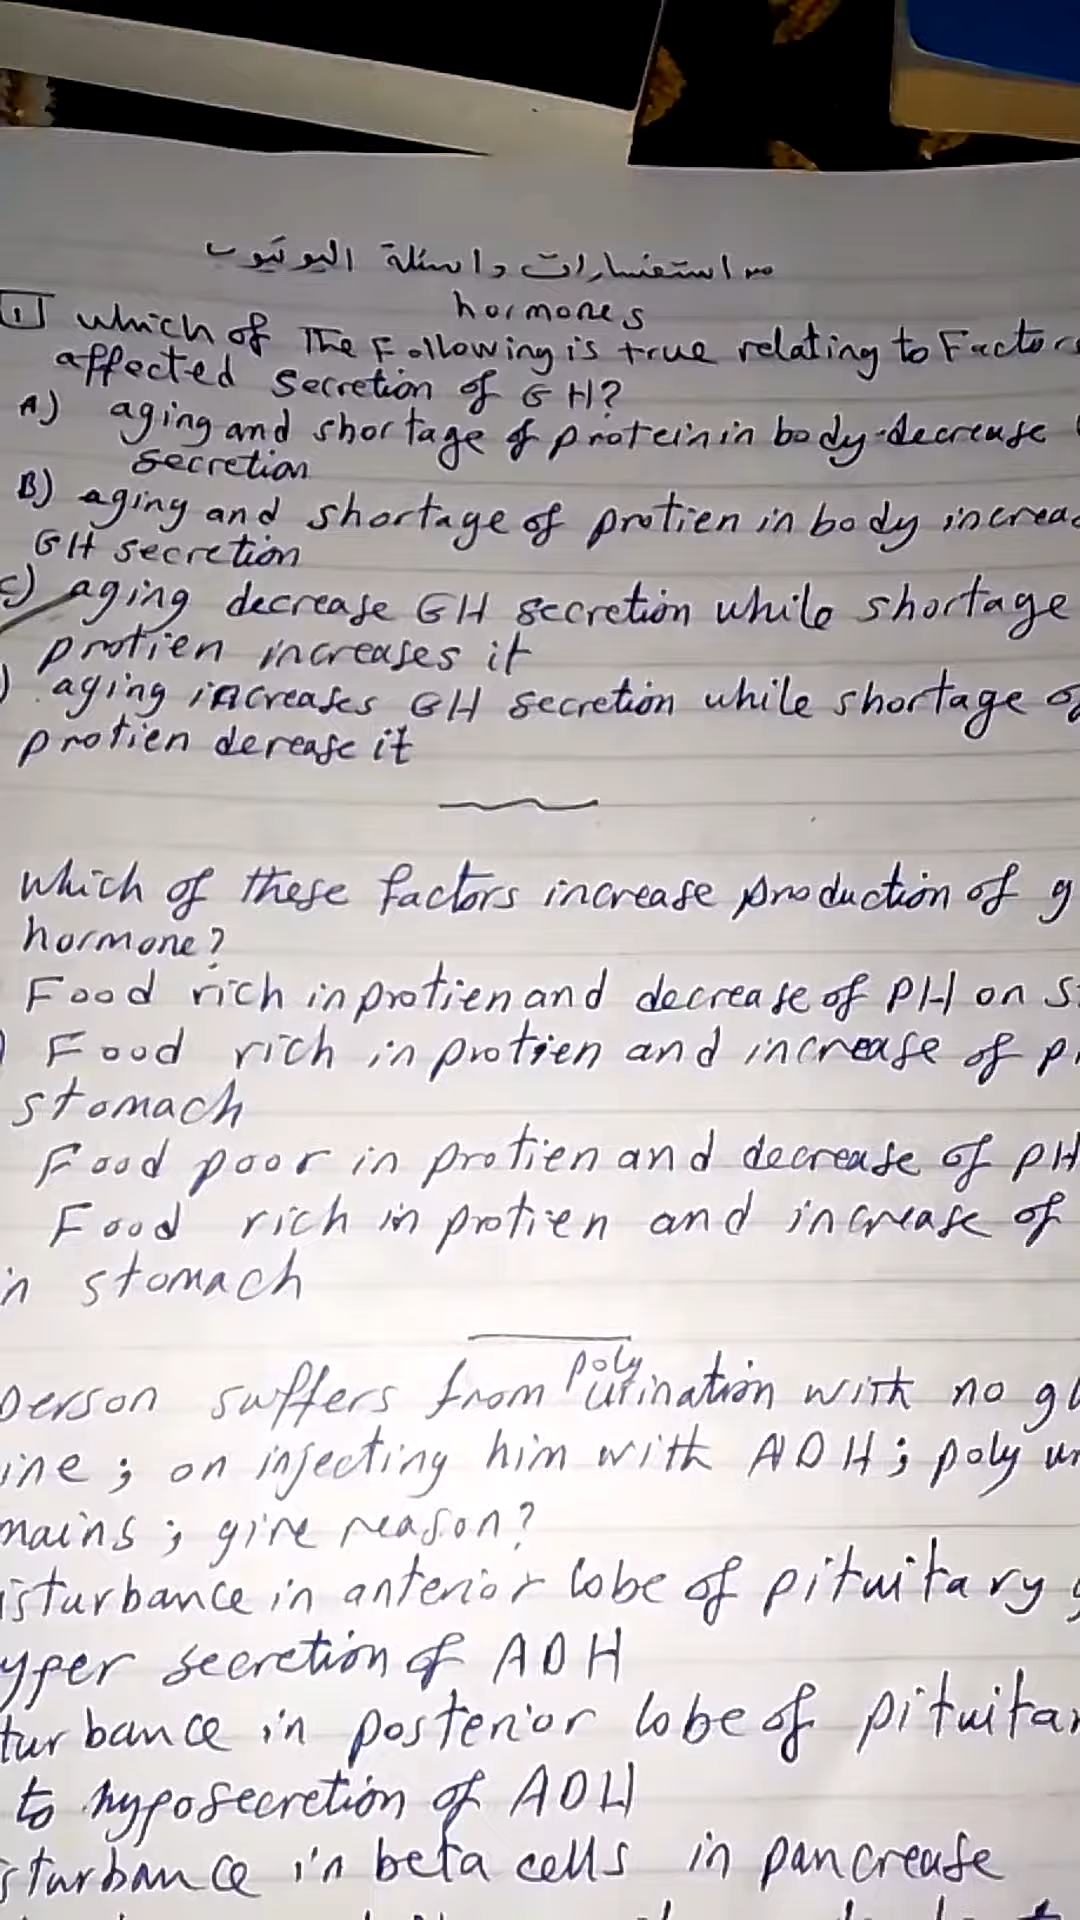 استفسارات واسئلة اليوتيوب
hormones
1 which of The Following is true relating to Factors
affected secretion of GH?
A) aging and shortage of protein in body decrease
secretion
B) aging and shortage of protien in body increas
GH secretion
c) aging decrease GH secretion while shortage
protien increases it
) aging increases GH secretion while shortage of
protien derease it
which of these factors increase production of g
hormone?
Food rich in protien and decrease of PH on s
) Food rich in protien and increase of p
stomach
Food poor in protien and decrease of pH
Food rich in protien and increase of
in stomach
person suffers from poly urination with no gl
ine ; on injecting him with ADH ; poly ur
mains ; give reason?
isturbance in anterior lobe of pituitary g
yper secretion of ADH
turbance in posterior lobe of pituitar
to hyposecretion of ADH
isturbance in beta cells in pancrease